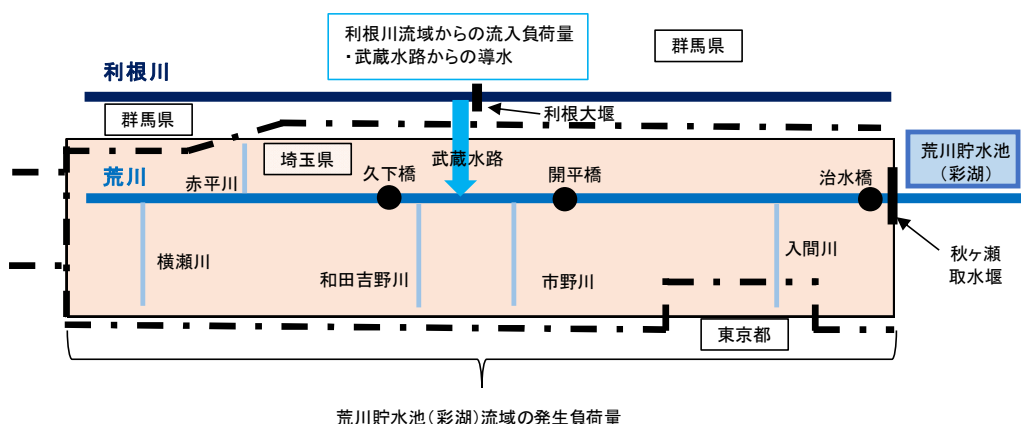 利根川流域からの流入負荷量
・武蔵水路からの導水
群馬県
利根川
利根大堰
群馬県
埼玉県
武蔵水路
荒川貯水池
（彩湖）
荒川
赤平川
久下橋
開平橋
治水橋
横瀬川
和田吉野川
市野川
入間川
秋ヶ瀬
取水堰
東京都
荒川貯水池（彩湖）流域の発生負荷量